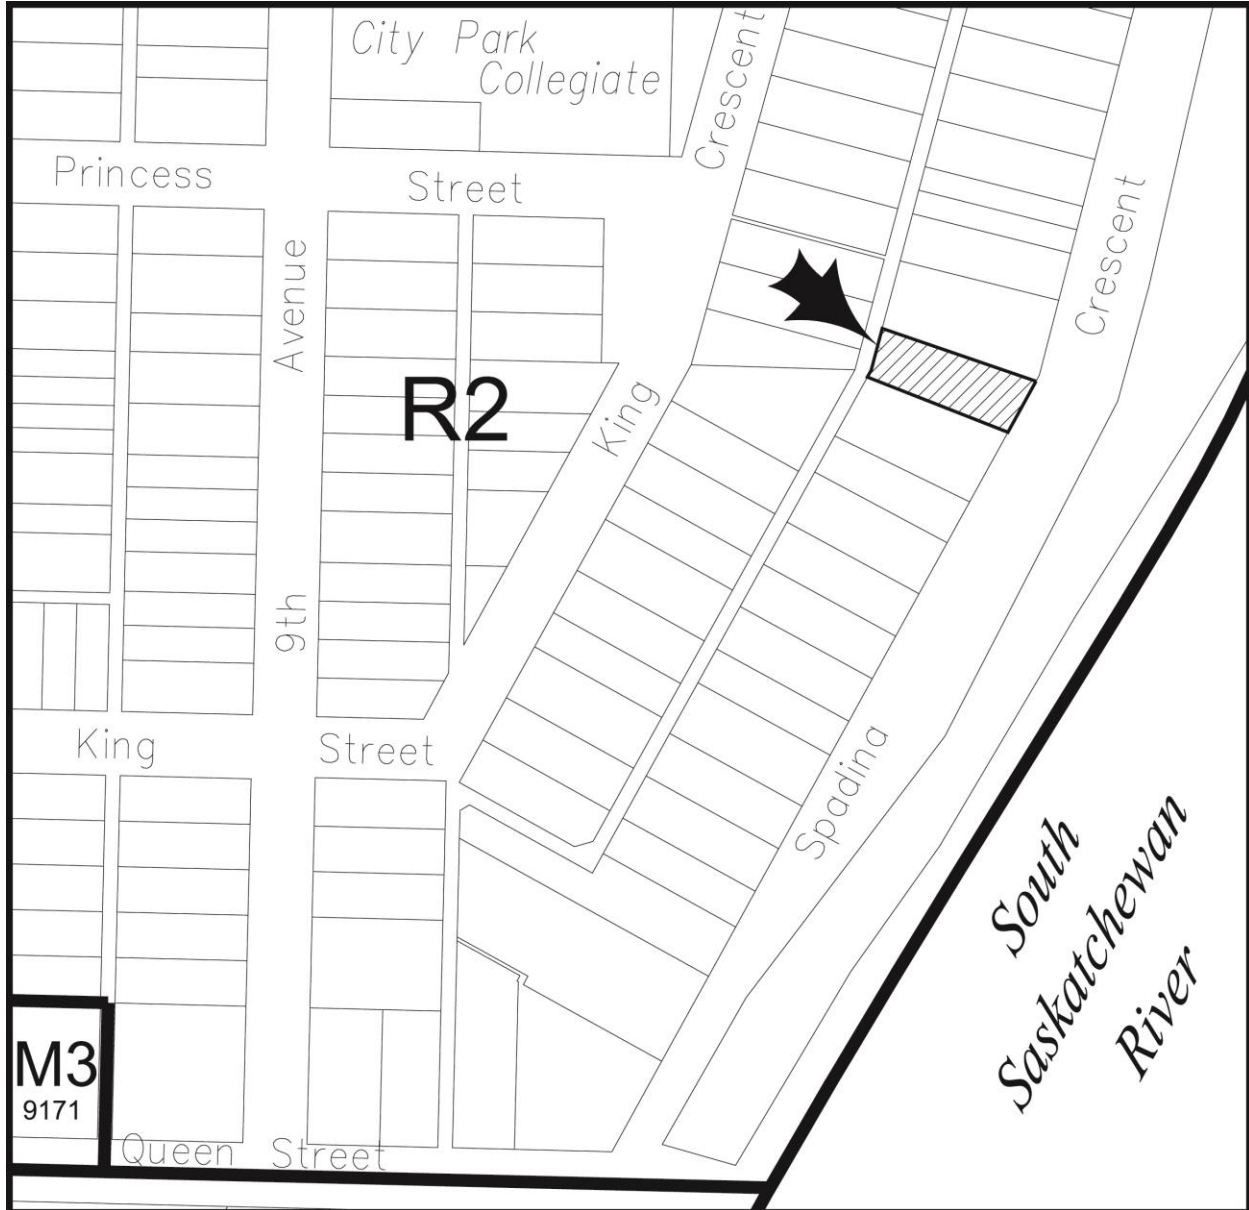 City Park
Collegiate
Crescent
Princess Street
Crescent
Avenue
9th
R2
King
King Street
Spadina
South
Saskatchewan
River
M3
9171
Queen Street